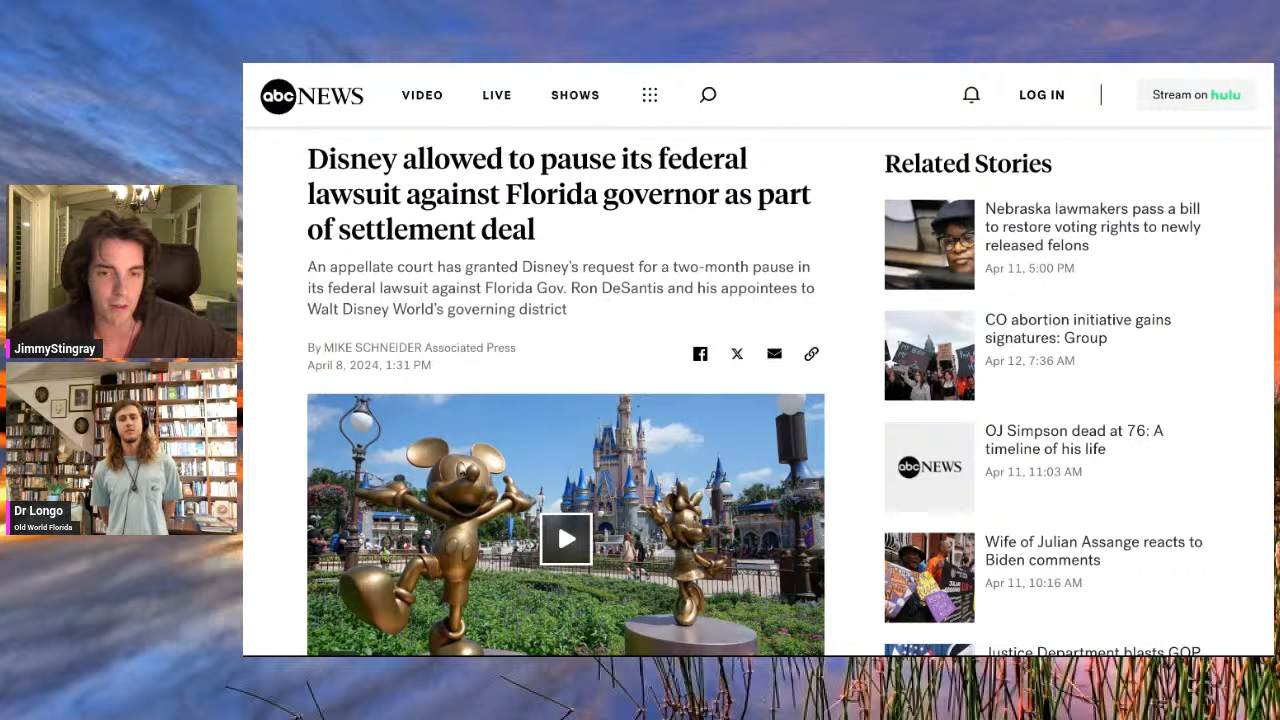 abc NEWS
VIDEO
LIVE
SHOWS
LOG IN
Stream on hulu
Disney allowed to pause its federal
lawsuit against Florida governor as part
of settlement deal
An appellate court has granted Disney's request for a two-month pause in
its federal lawsuit against Florida Gov. Ron DeSantis and his appointees to
Walt Disney World's governing district
By MIKE SCHNEIDER Associated Press
April 8, 2024, 1:31 PM
Related Stories
Nebraska lawmakers pass a bill
to restore voting rights to newly
released felons
Apr 11, 5:00 PM
CO abortion initiative gains
signatures: Group
Apr 12, 7:36 AM
abc NEWS
OJ Simpson dead at 76: A
timeline of his life
Apr 11, 11:03 AM
Wife of Julian Assange reacts to
Biden comments
Apr 11, 10:16 AM
Justice Department blasts GOP
JimmyStingray
Dr Longo
Old World Florida